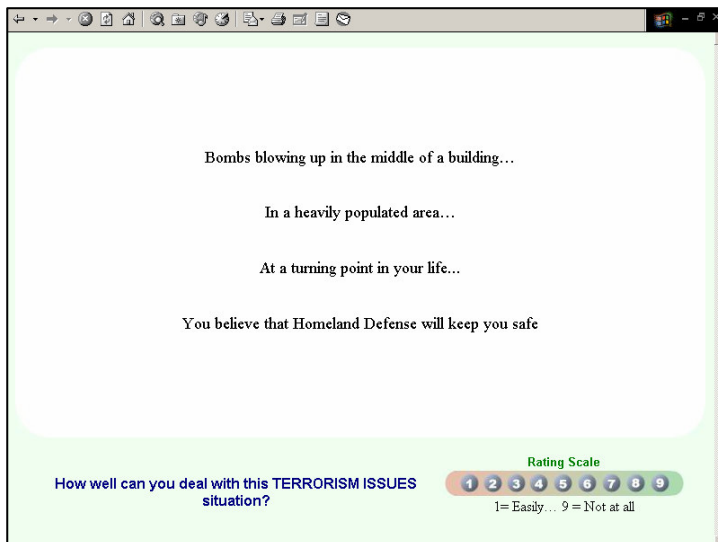 Bombs blowing up in the middle of a building…
In a heavily populated area…
At a turning point in your life...
You believe that Homeland Defense will keep you safe
Rating Scale
How well can you deal with this TERRORISM ISSUES
situation?
1 2 3 4 5 6 7 8 9
1= Easily… 9 = Not at all